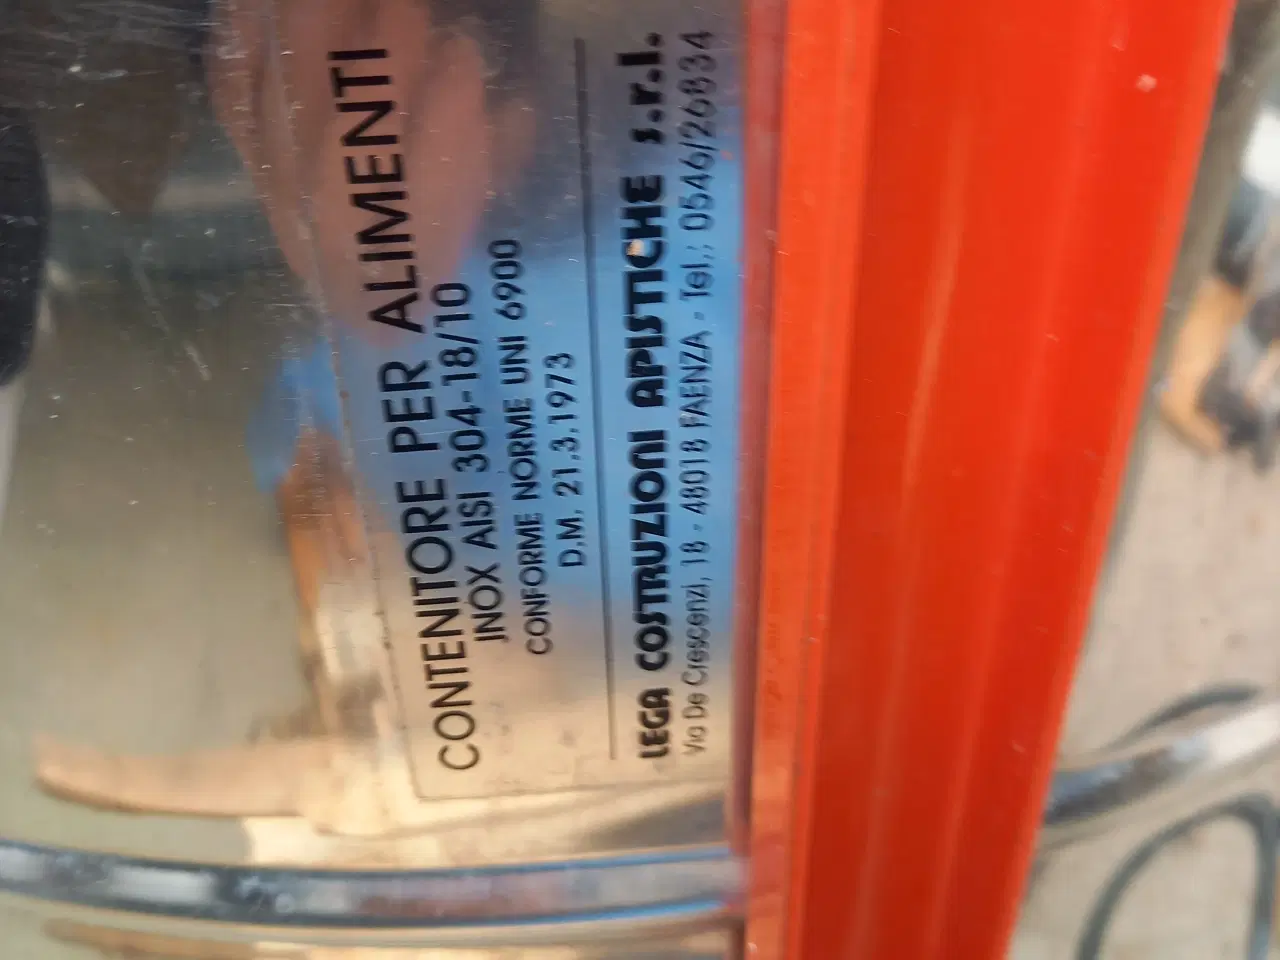 CONTENITORE PER ALIMENTI
INOX AISI 304-18/10
CONFORME NORME UNI 6900
D.M. 21.3.1973
LEGA COSTRUZIONI APISTICHE s.r.l.
Via De Crescenzi, 18 - 48018 FAENZA - Tel.: 0546/26834